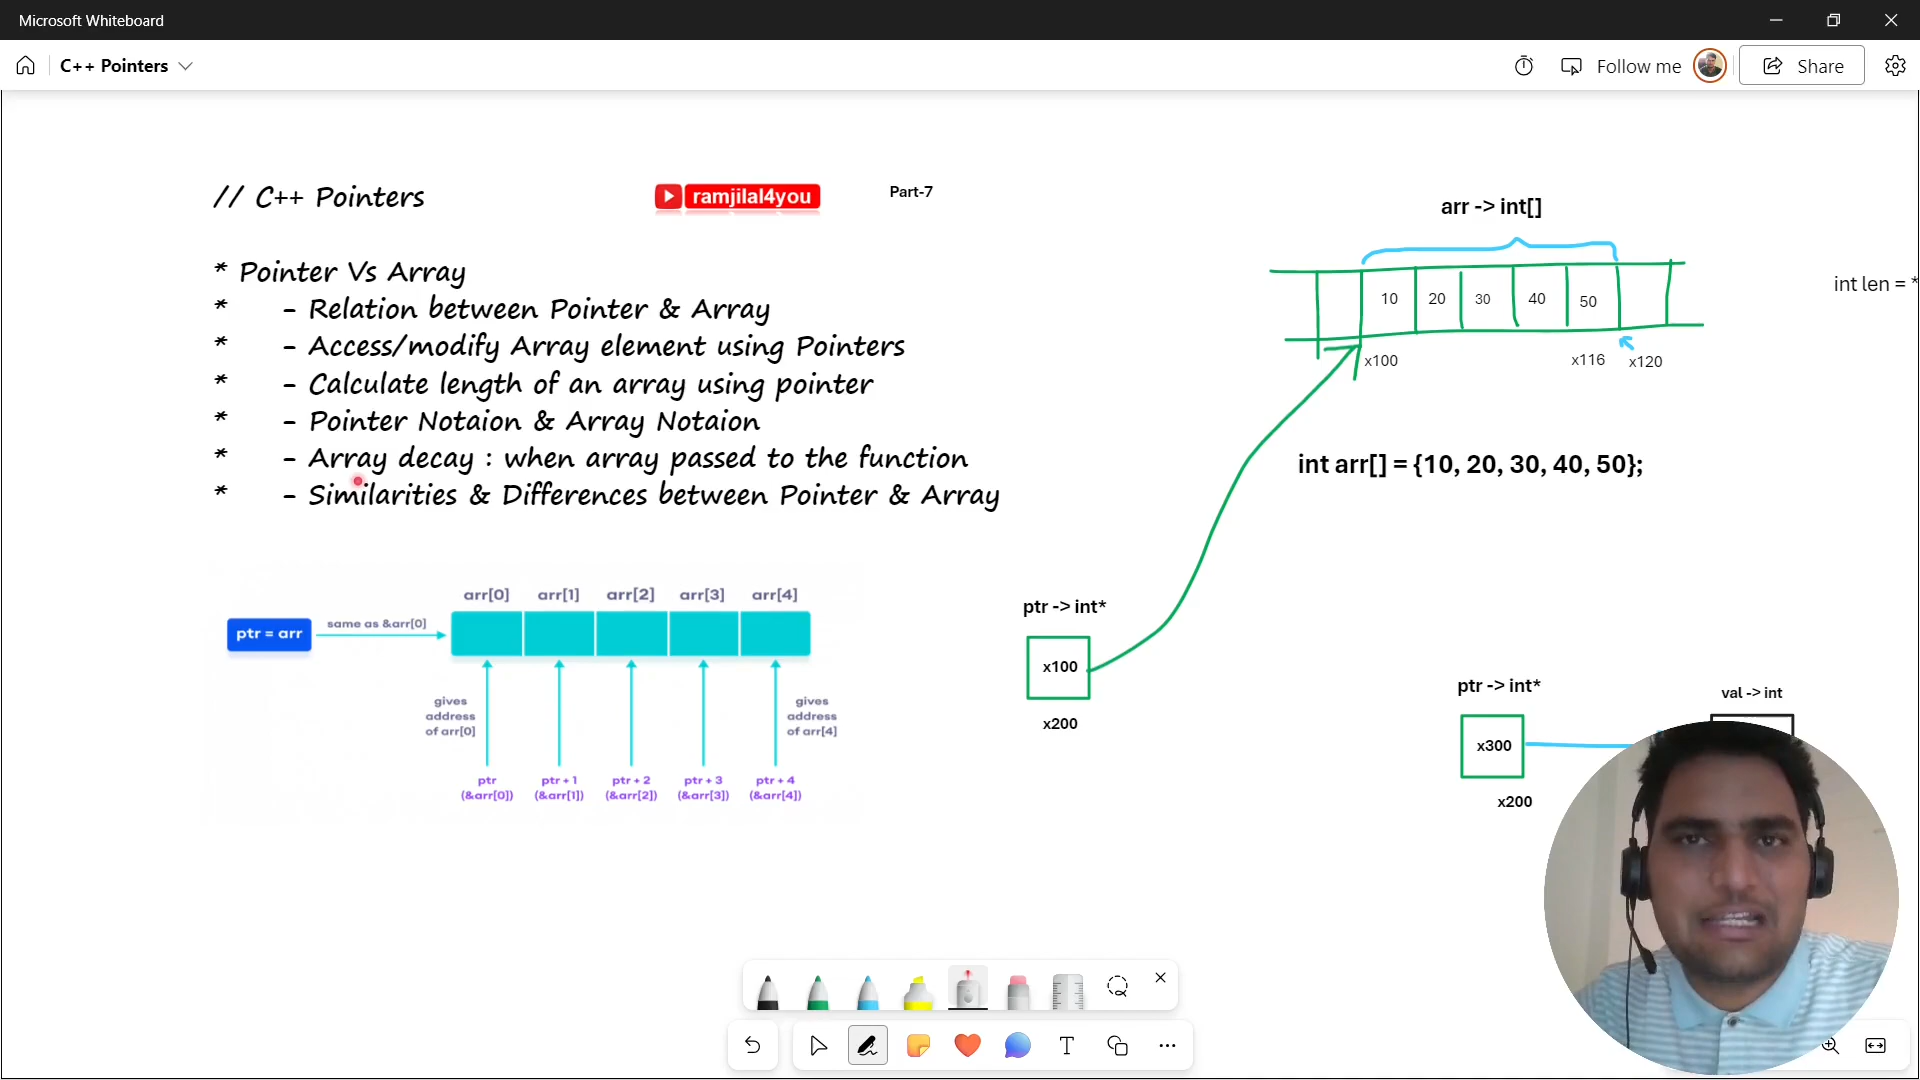 Microsoft Whiteboard
C++ Pointers
Follow me
Share
// C++ Pointers
ramjilal4you
Part-7
* Pointer Vs Array
* - Relation between Pointer & Array
* - Access/modify Array element using Pointers
* - Calculate length of an array using pointer
* - Pointer Notaion & Array Notaion
* - Array decay : when array passed to the function
* - Similarities & Differences between Pointer & Array
arr -> int[]
10 20 30 40 50
x100 x116 x120
int len = *
int arr[] = {10, 20, 30, 40, 50};
arr[0] arr[1] arr[2] arr[3] arr[4]
ptr = arr
same as &arr[0]
gives
address
of arr[0]
gives
address
of arr[4]
ptr ptr + 1 ptr + 2 ptr + 3 ptr + 4
(&arr[0]) (&arr[1]) (&arr[2]) (&arr[3]) (&arr[4])
ptr -> int*
x100
x200
ptr -> int*
x300
x200
val -> int